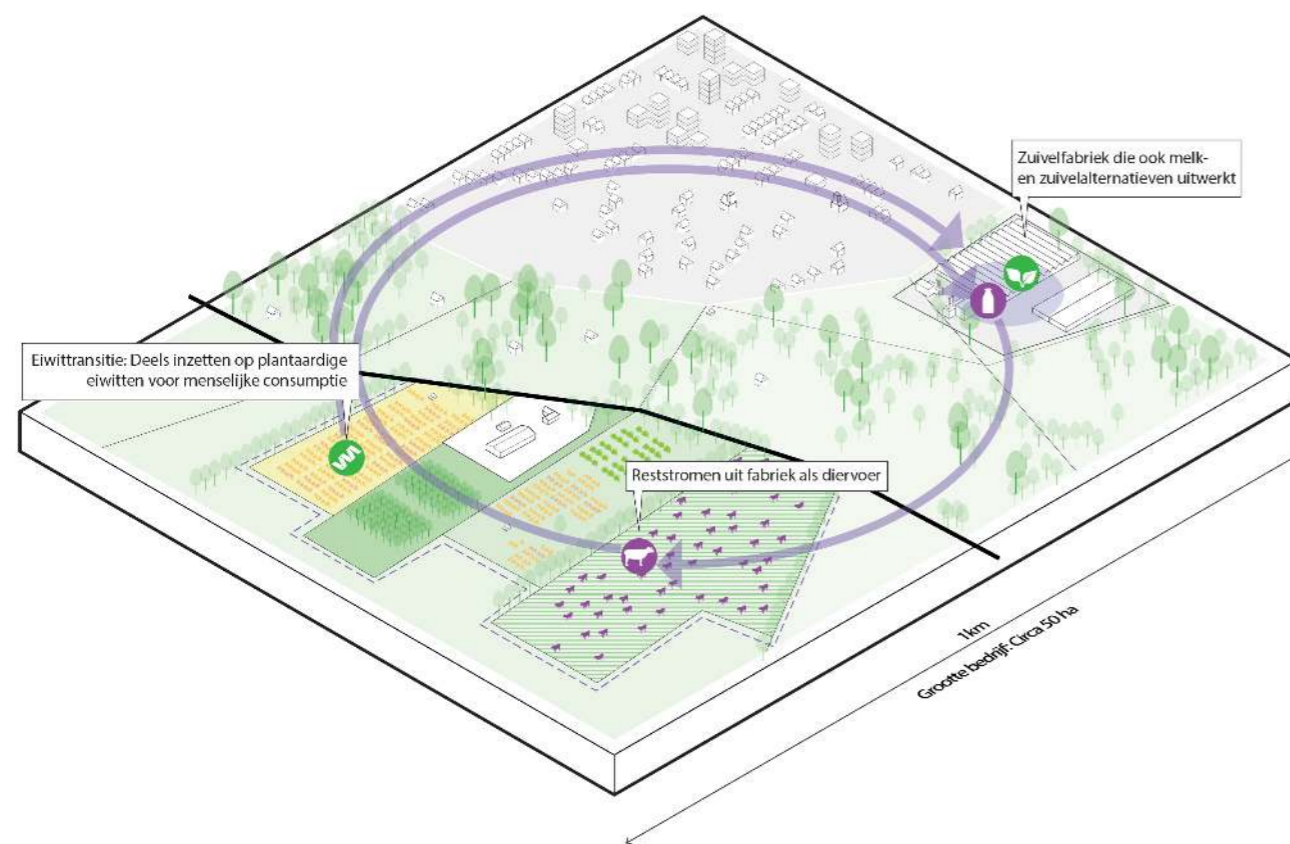 Zuivelfabriek die ook melk-
en zuivelalternatieven uitwerkt
Eiwittransitie: Deels inzetten op plantaardige
eiwitten voor menselijke consumptie
Reststromen uit fabriek als diervoer
1km
Grootte bedrijf: Circa 50 ha